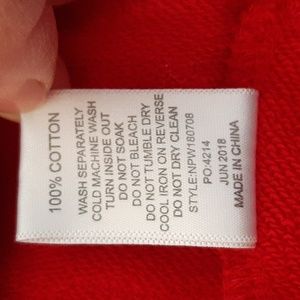 100% COTTON
WASH SEPARATELY
COLD MACHINE WASH
TURN INSIDE OUT
DO NOT SOAK
DO NOT BLEACH
DO NOT TUMBLE DRY
COOL IRON ON REVERSE
DO NOT DRY CLEAN
STYLE:NPW180708
PO:4214
JUN.2018
MADE IN CHINA